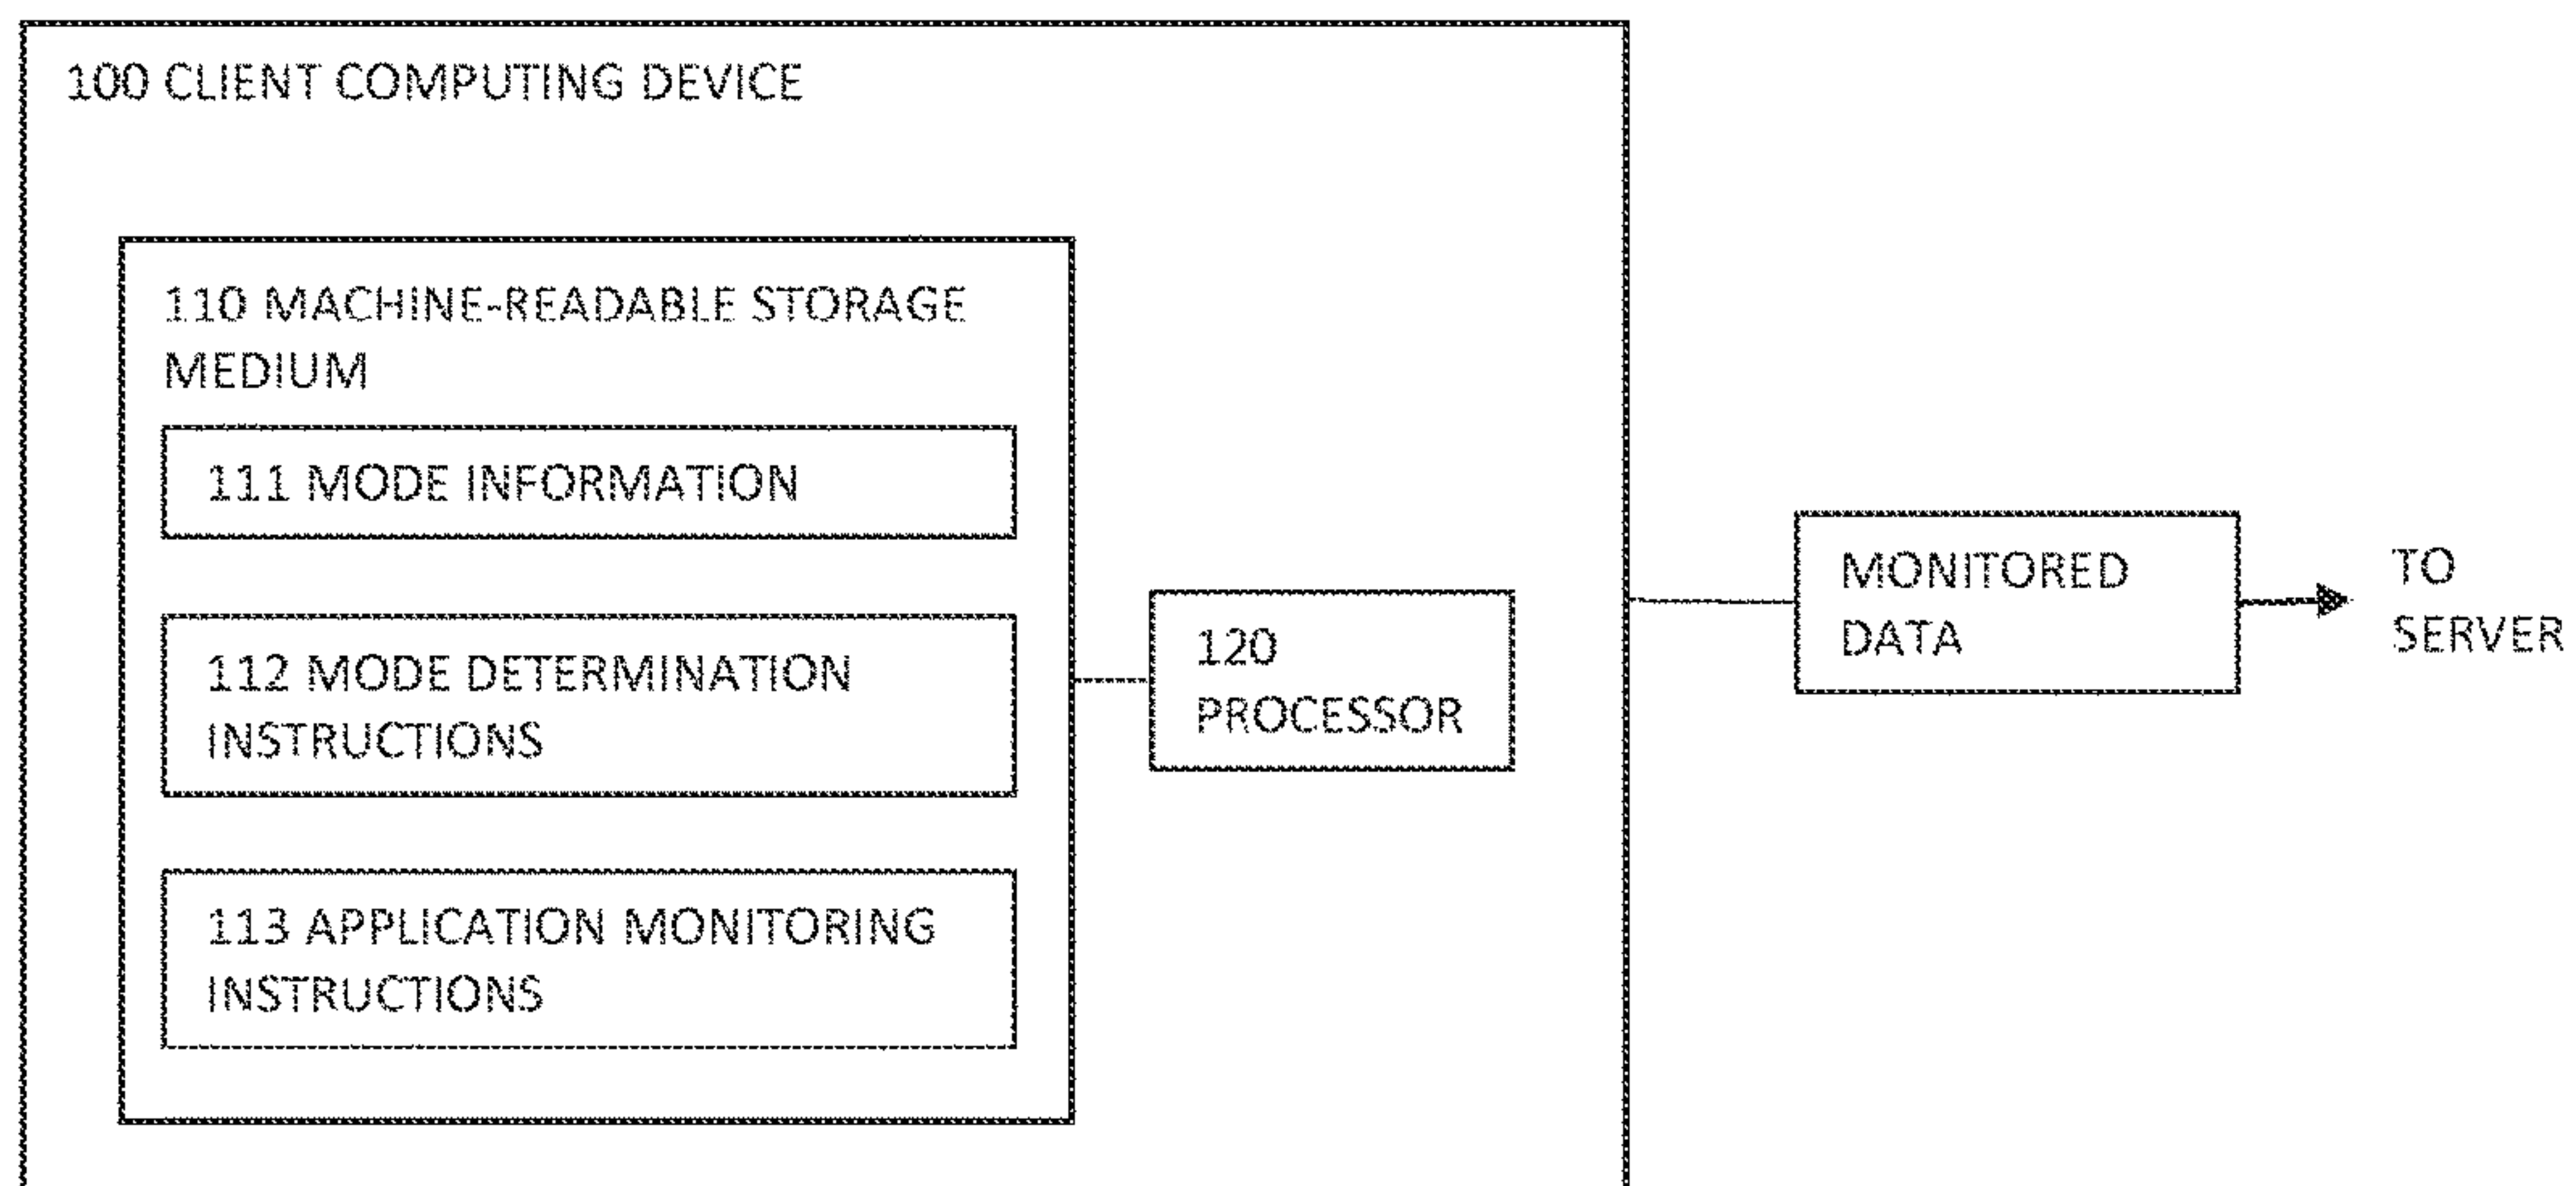 100 CLIENT COMPUTING DEVICE
110 MACHINE-READABLE STORAGE
MEDIUM
111 MODE INFORMATION
112 MODE DETERMINATION
INSTRUCTIONS
113 APPLICATION MONITORING
INSTRUCTIONS
120
PROCESSOR
MONITORED
DATA
TO
SERVER